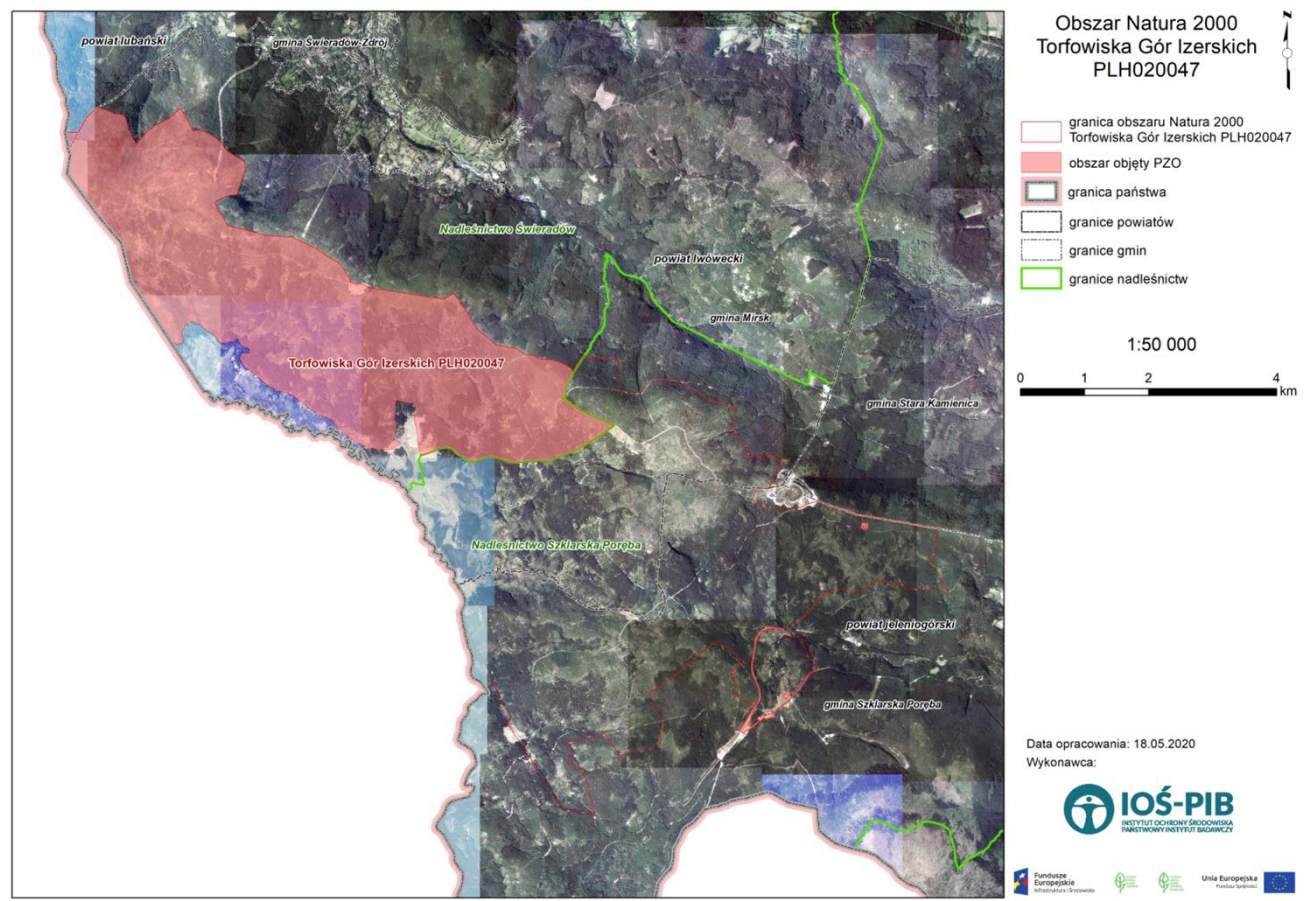 powiat lubański
gmina Świeradów-Zdrój
Nadleśnictwo Świeradów
powiat lwówecki
gmina Mirsk
Torfowiska Gór Izerskich PLH020047
gmina Stara Kamienica
Nadleśnictwo Szklarska Poręba
powiat jeleniogórski
gmina Szklarska Poręba
Obszar Natura 2000
Torfowiska Gór Izerskich
PLH020047
N
granica obszaru Natura 2000
Torfowiska Gór Izerskich PLH020047
obszar objęty PZO
granica państwa
granice powiatów
granice gmin
granice nadleśnictw
1:50 000
0 1 2 4
km
Data opracowania: 18.05.2020
Wykonawca:
IOŚ-PIB
INSTYTUT OCHRONY ŚRODOWISKA
PAŃSTWOWY INSTYTUT BADAWCZY
Fundusze
Europejskie
Infrastruktura i Środowisko
Unia Europejska
Fundusz Spójności